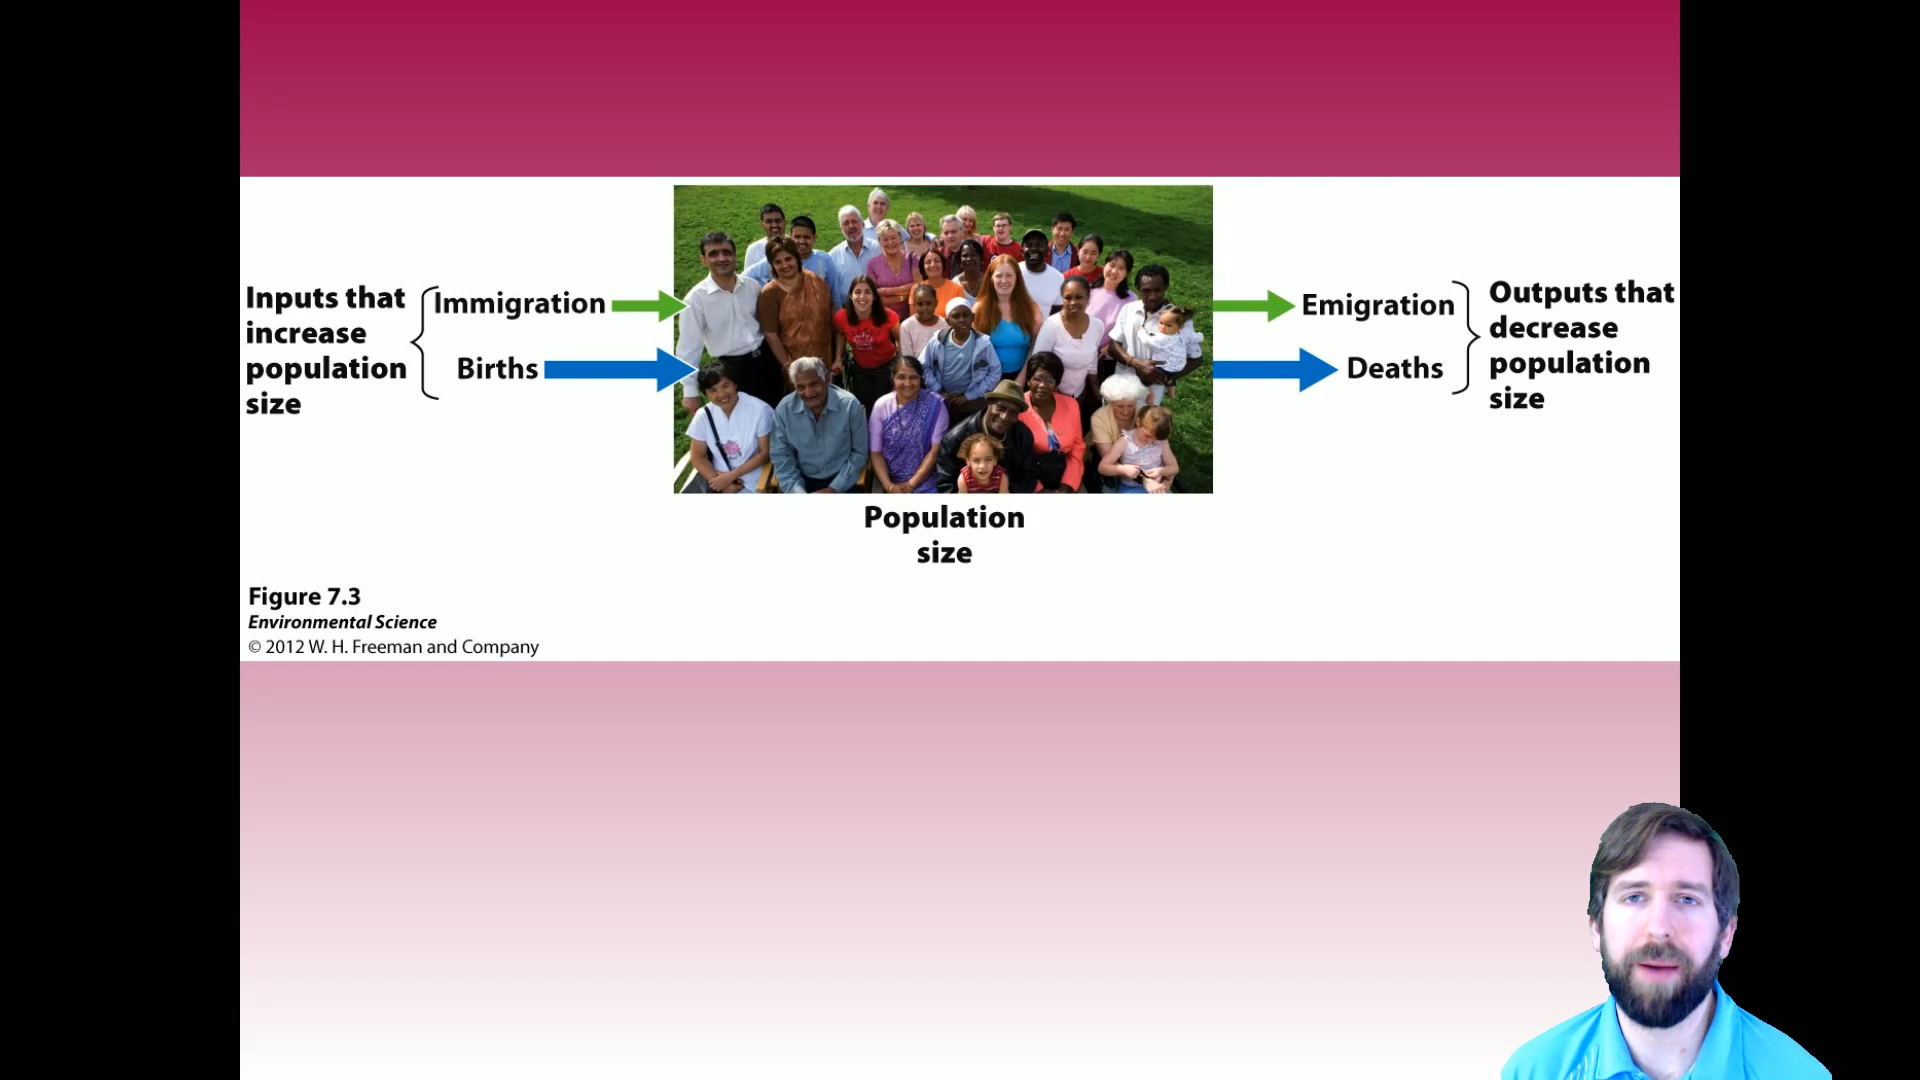 Inputs that
increase
population
size
Immigration
Births
Emigration
Deaths
Outputs that
decrease
population
size
Population
size
Figure 7.3
Environmental Science
© 2012 W. H. Freeman and Company